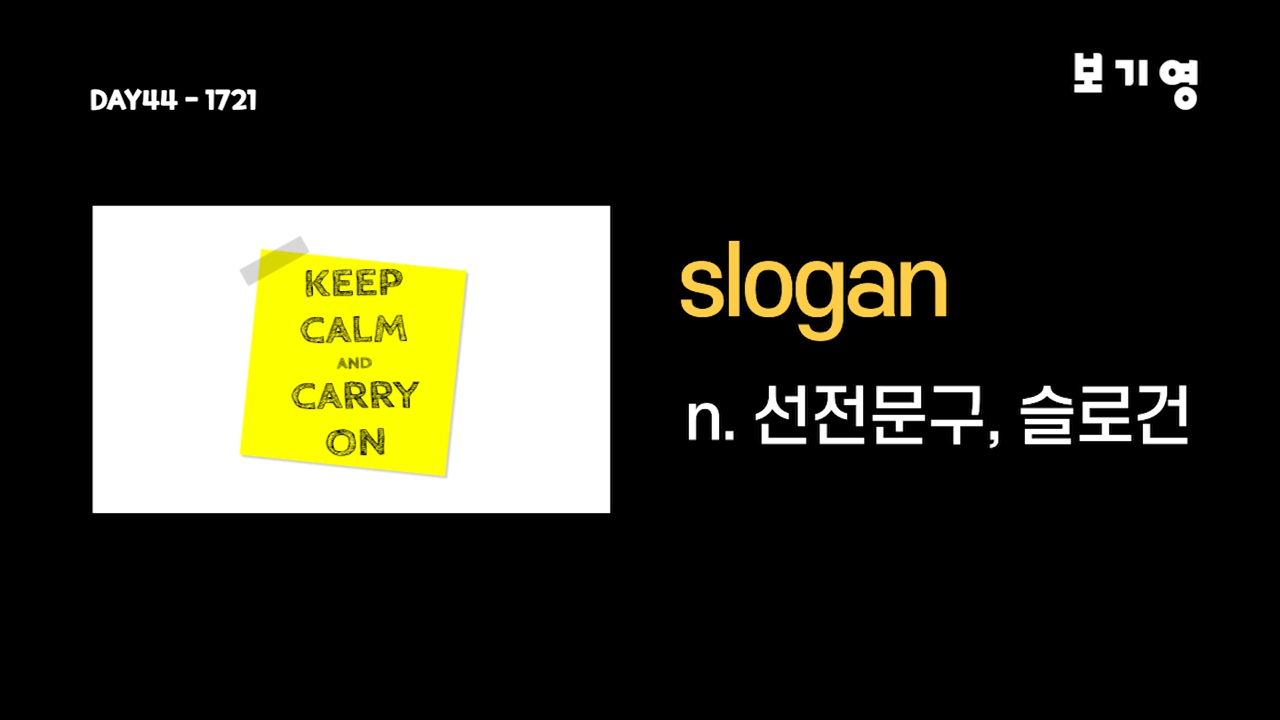 DAY44 - 1721
보기영
KEEP
CALM
AND
CARRY
ON
slogan
n. 선전문구, 슬로건